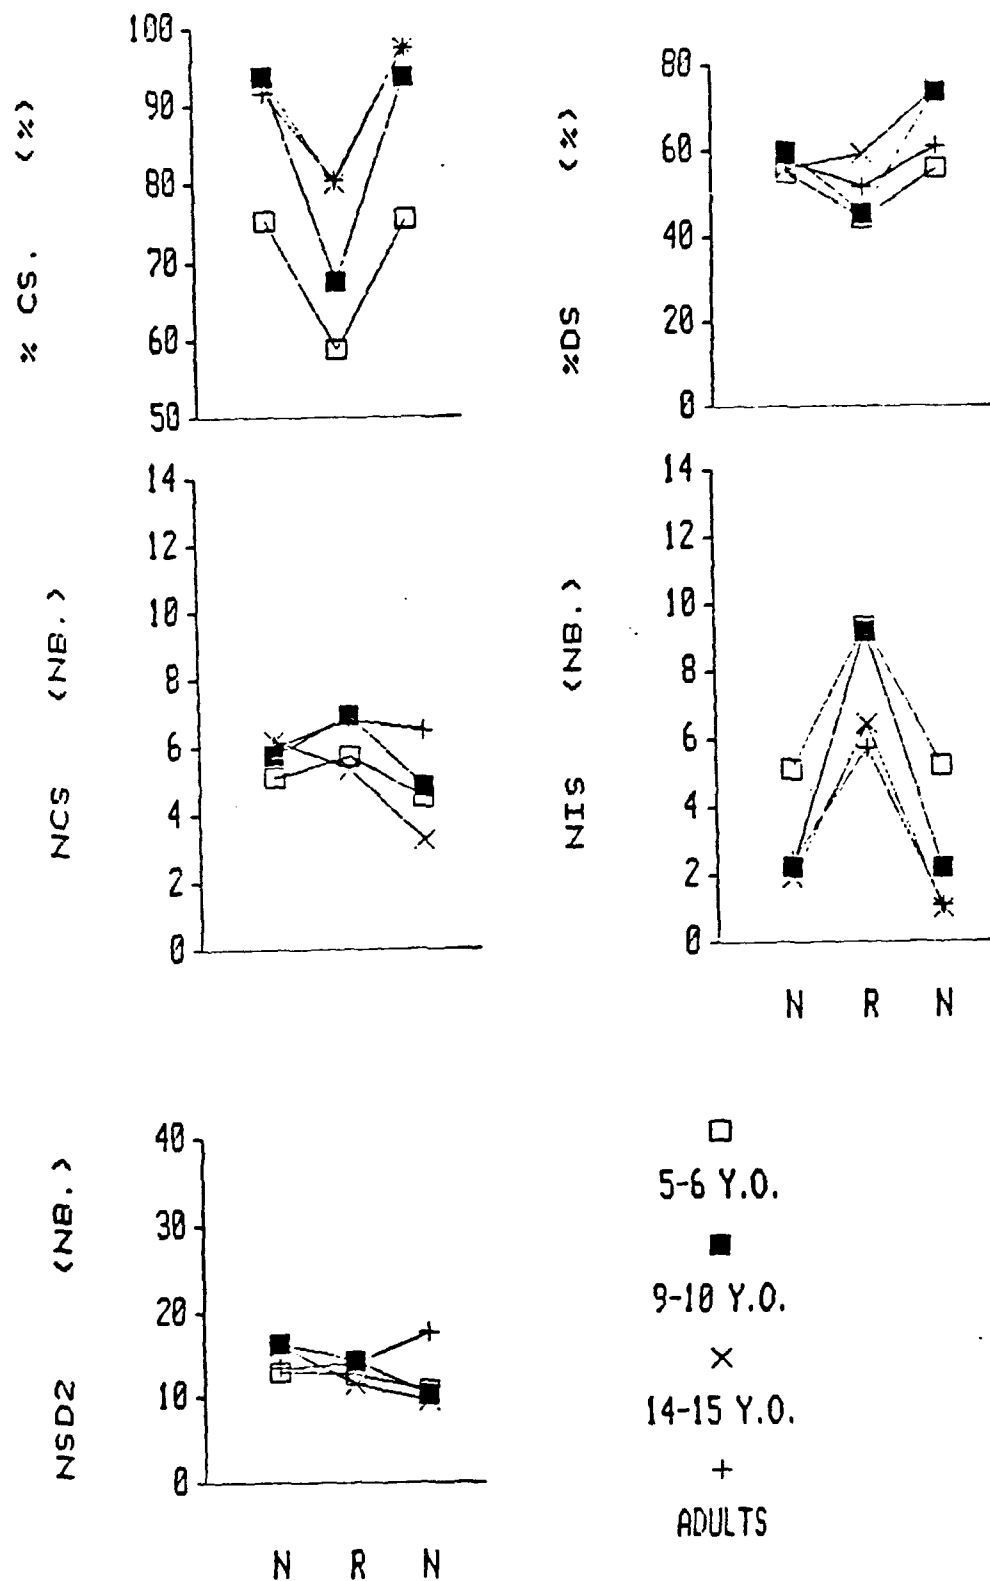 % CS. (%)
100
90
80
70
60
50
%DS (%)
80
60
40
20
0
NCS (NB.)
14
12
10
8
6
4
2
0
NIS (NB.)
14
12
10
8
6
4
2
0
N R N
NSD2 (NB.)
40
30
20
10
0
N R N
5-6 Y.O.
9-10 Y.O.
14-15 Y.O.
ADULTS